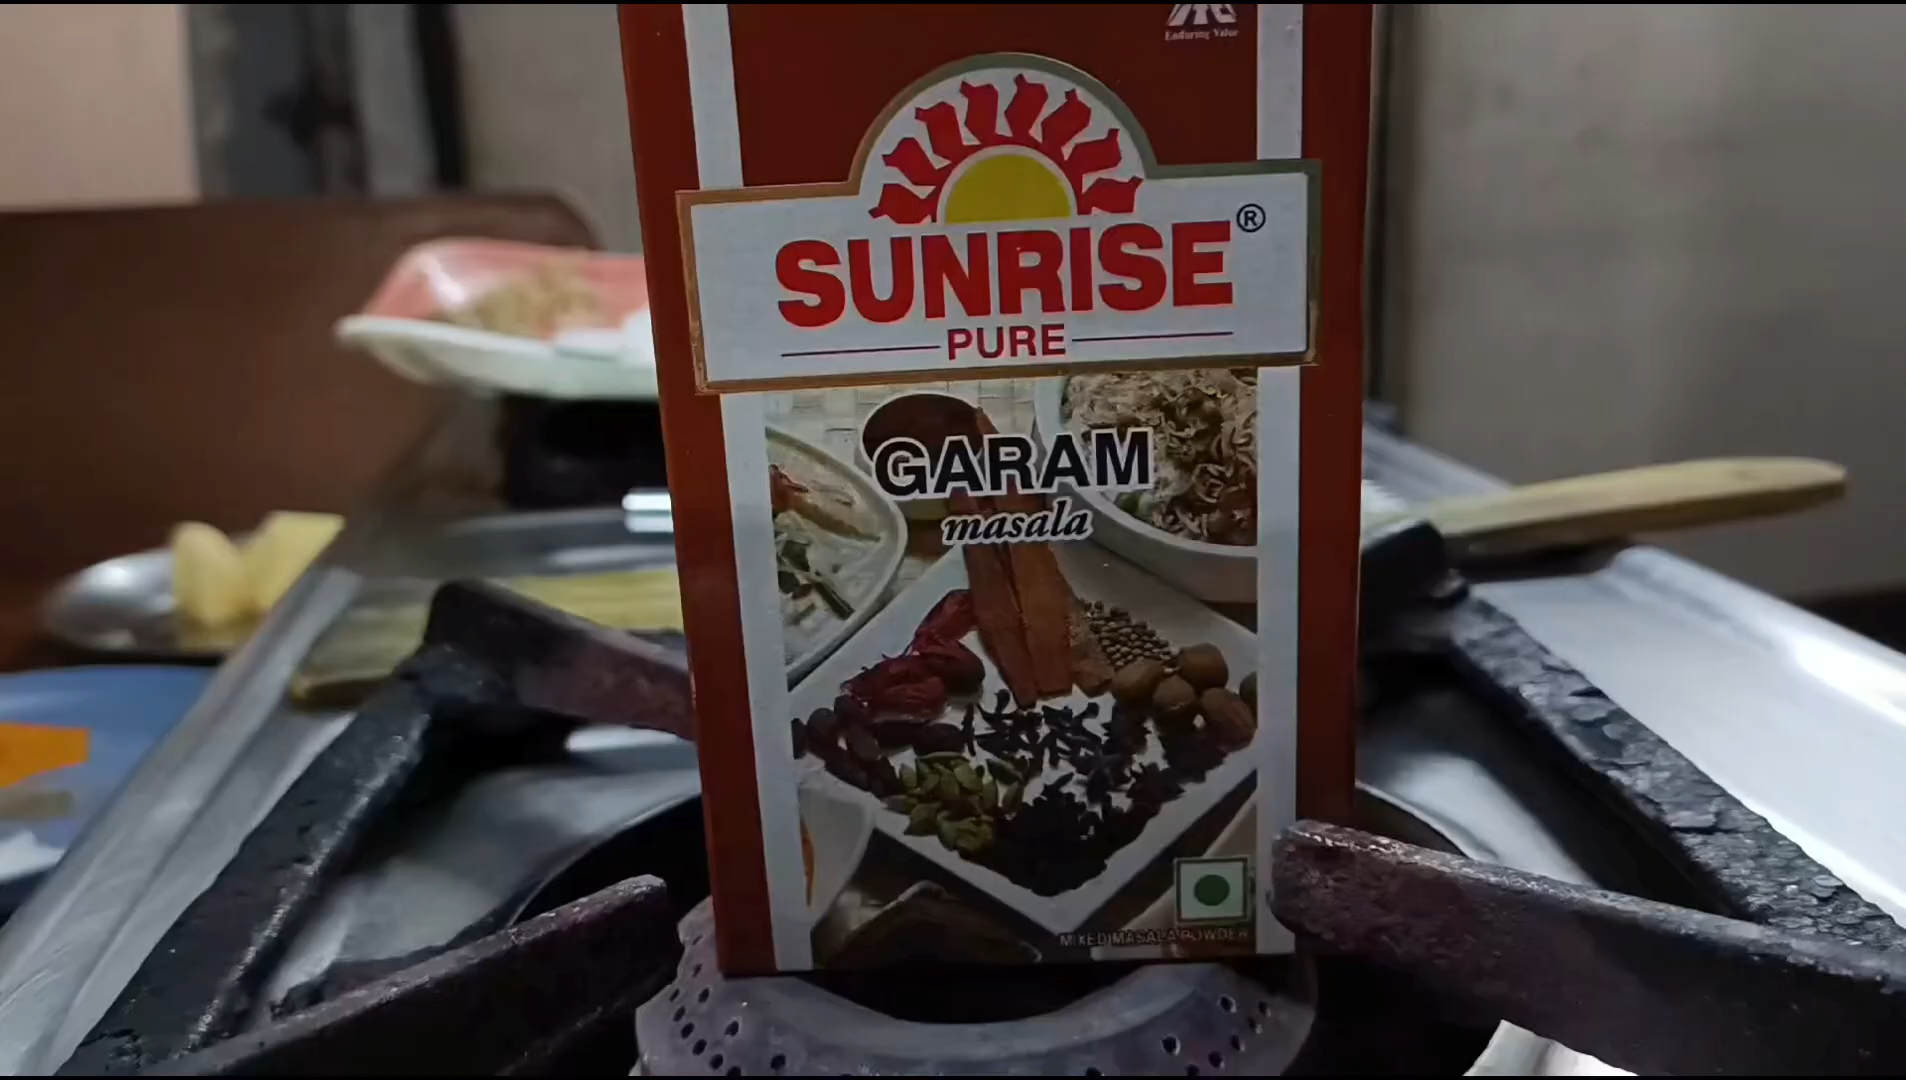 Enduring Value
SUNRISE®
PURE
GARAM
masala
MIXED MASALA POWDER